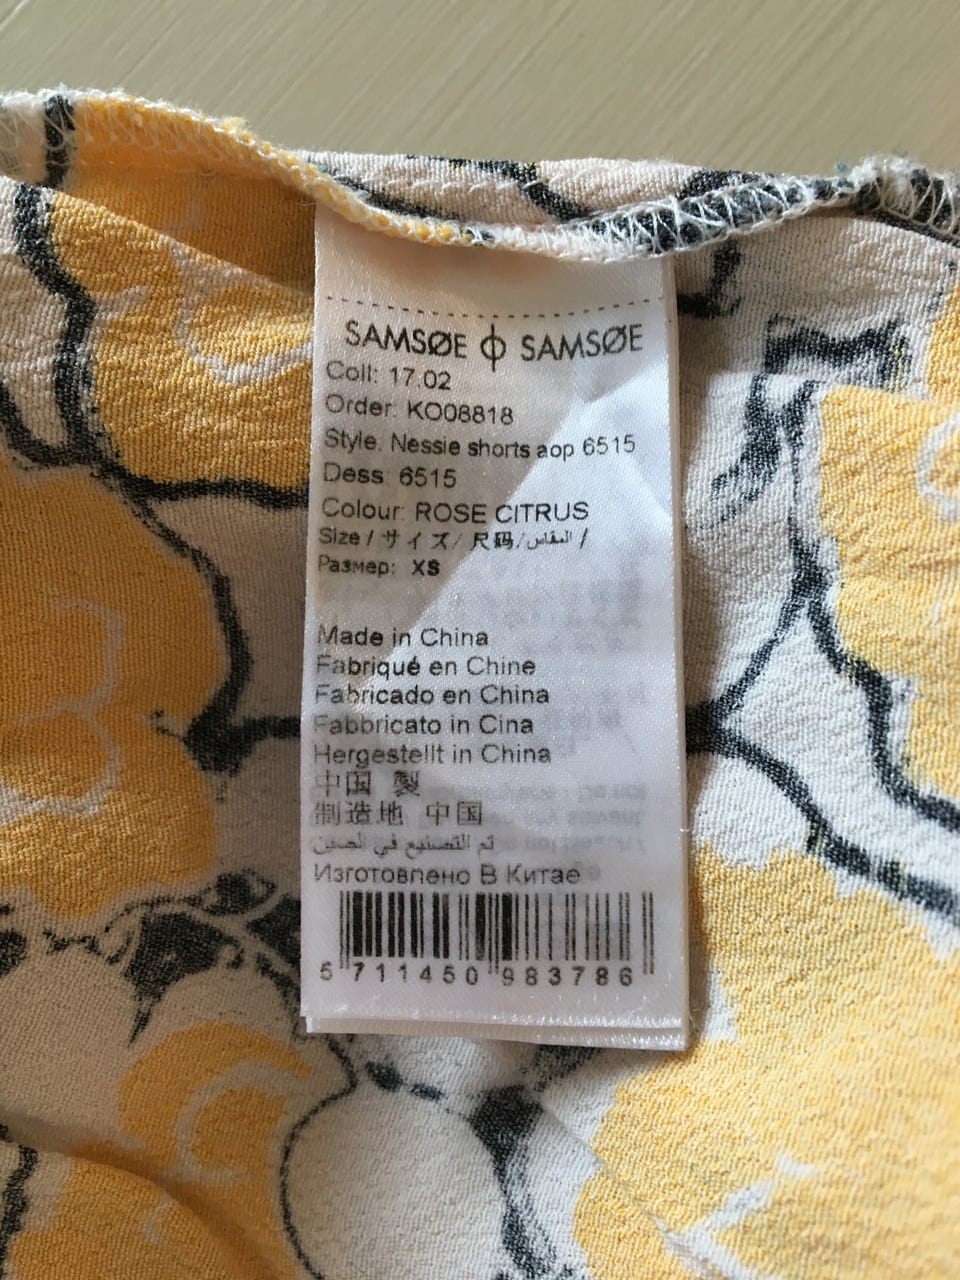 SAMSØE ϕ SAMSØE
Coll: 17.02
Order: KO08818
Style. Nessie shorts aop 6515
Dess: 6515
Colour: ROSE CITRUS
Size / サイズ/ 尺码/المقاس /
Размер: XS
Made in China
Fabriqué en Chine
Fabricado en China
Fabbricato in Cina
Hergestellt in China
中国 製
制造地 中国
تم التصنيع في الصين
Изготовлено В Китае
5 711450 983786